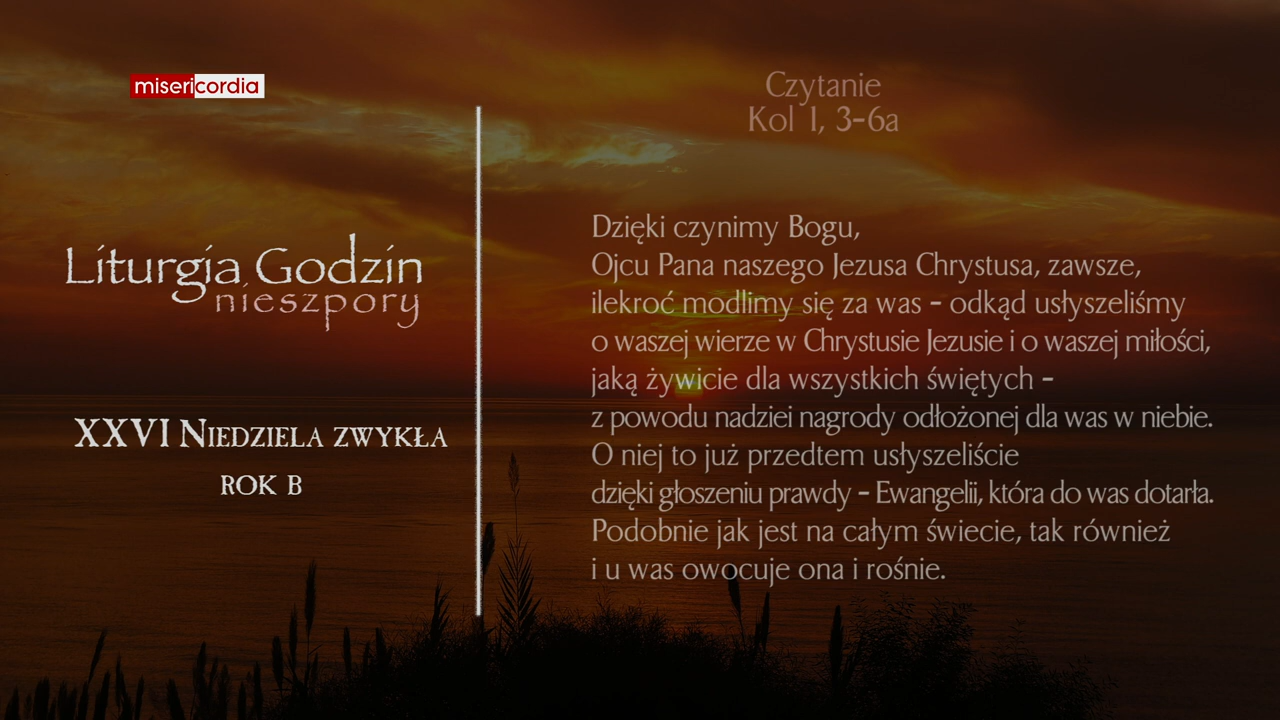 misericordia
Liturgia Godzin
nieszpory
XXVI Niedziela zwykła
rok B
Czytanie
Kol 1, 3-6a
Dzięki czynimy Bogu,
Ojcu Pana naszego Jezusa Chrystusa, zawsze,
ilekroć modlimy się za was - odkąd usłyszeliśmy
o waszej wierze w Chrystusie Jezusie i o waszej miłości,
jaką żywicie dla wszystkich świętych -
z powodu nadziei nagrody odłożonej dla was w niebie.
O niej to już przedtem usłyszeliście
dzięki głoszeniu prawdy - Ewangelii, która do was dotarła.
Podobnie jak jest na całym świecie, tak również
i u was owocuje ona i rośnie.